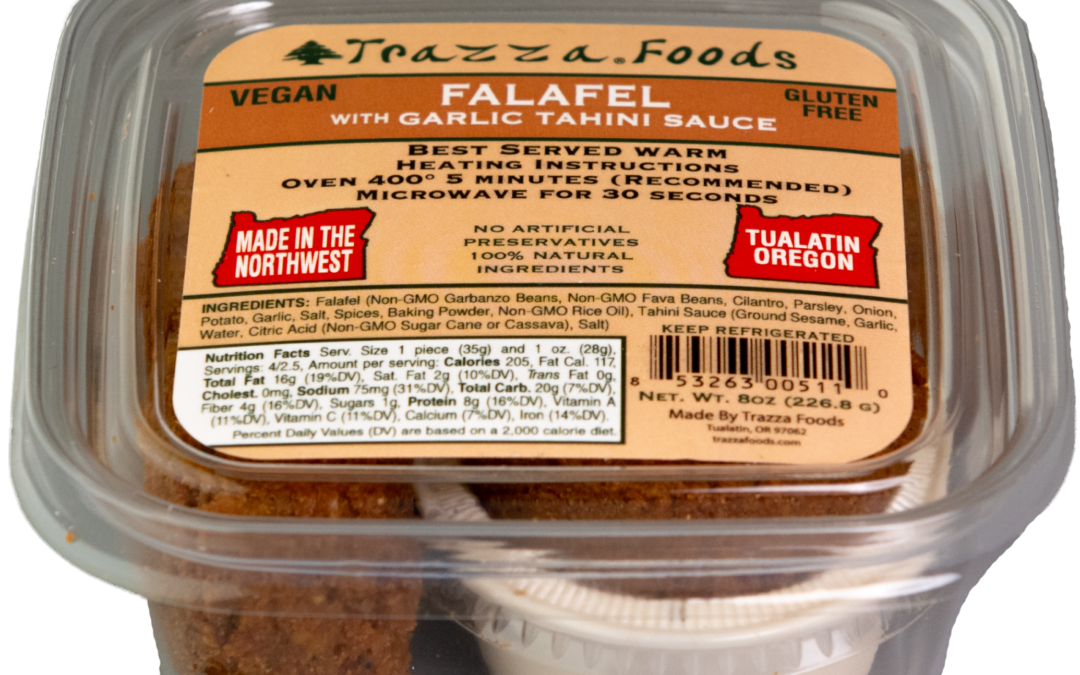 Trazza® Foods
VEGAN
FALAFEL
WITH GARLIC TAHINI SAUCE
GLUTEN
FREE
BEST SERVED WARM
HEATING INSTRUCTIONS
OVEN 400° 5 MINUTES (RECOMMENDED)
MICROWAVE FOR 30 SECONDS
MADE IN THE
NORTHWEST
NO ARTIFICIAL
PRESERVATIVES
100% NATURAL
INGREDIENTS
TUALATIN
OREGON
INGREDIENTS: Falafel (Non-GMO Garbanzo Beans, Non-GMO Fava Beans, Cilantro, Parsley, Onion,
Potato, Garlic, Salt, Spices, Baking Powder, Non-GMO Rice Oil), Tahini Sauce (Ground Sesame, Garlic,
Water, Citric Acid (Non-GMO Sugar Cane or Cassava), Salt)
Nutrition Facts Serv. Size 1 piece (35g) and 1 oz. (28g),
Servings: 4/2.5, Amount per serving: Calories 205, Fat Cal. 117,
Total Fat 16g (19%DV), Sat. Fat 2g (10%DV), Trans Fat 0g,
Cholest. 0mg, Sodium 75mg (31%DV), Total Carb. 20g (7%DV),
Fiber 4g (16%DV), Sugars 1g, Protein 8g (16%DV), Vitamin A
(11%DV), Vitamin C (11%DV), Calcium (7%DV), Iron (14%DV).
Percent Daily Values (DV) are based on a 2,000 calorie diet.
KEEP REFRIGERATED
8 53263 00511 0
NET. WT. 8OZ (226.8 G)
Made By Trazza Foods
Tualatin, OR 97062
trazzafoods.com